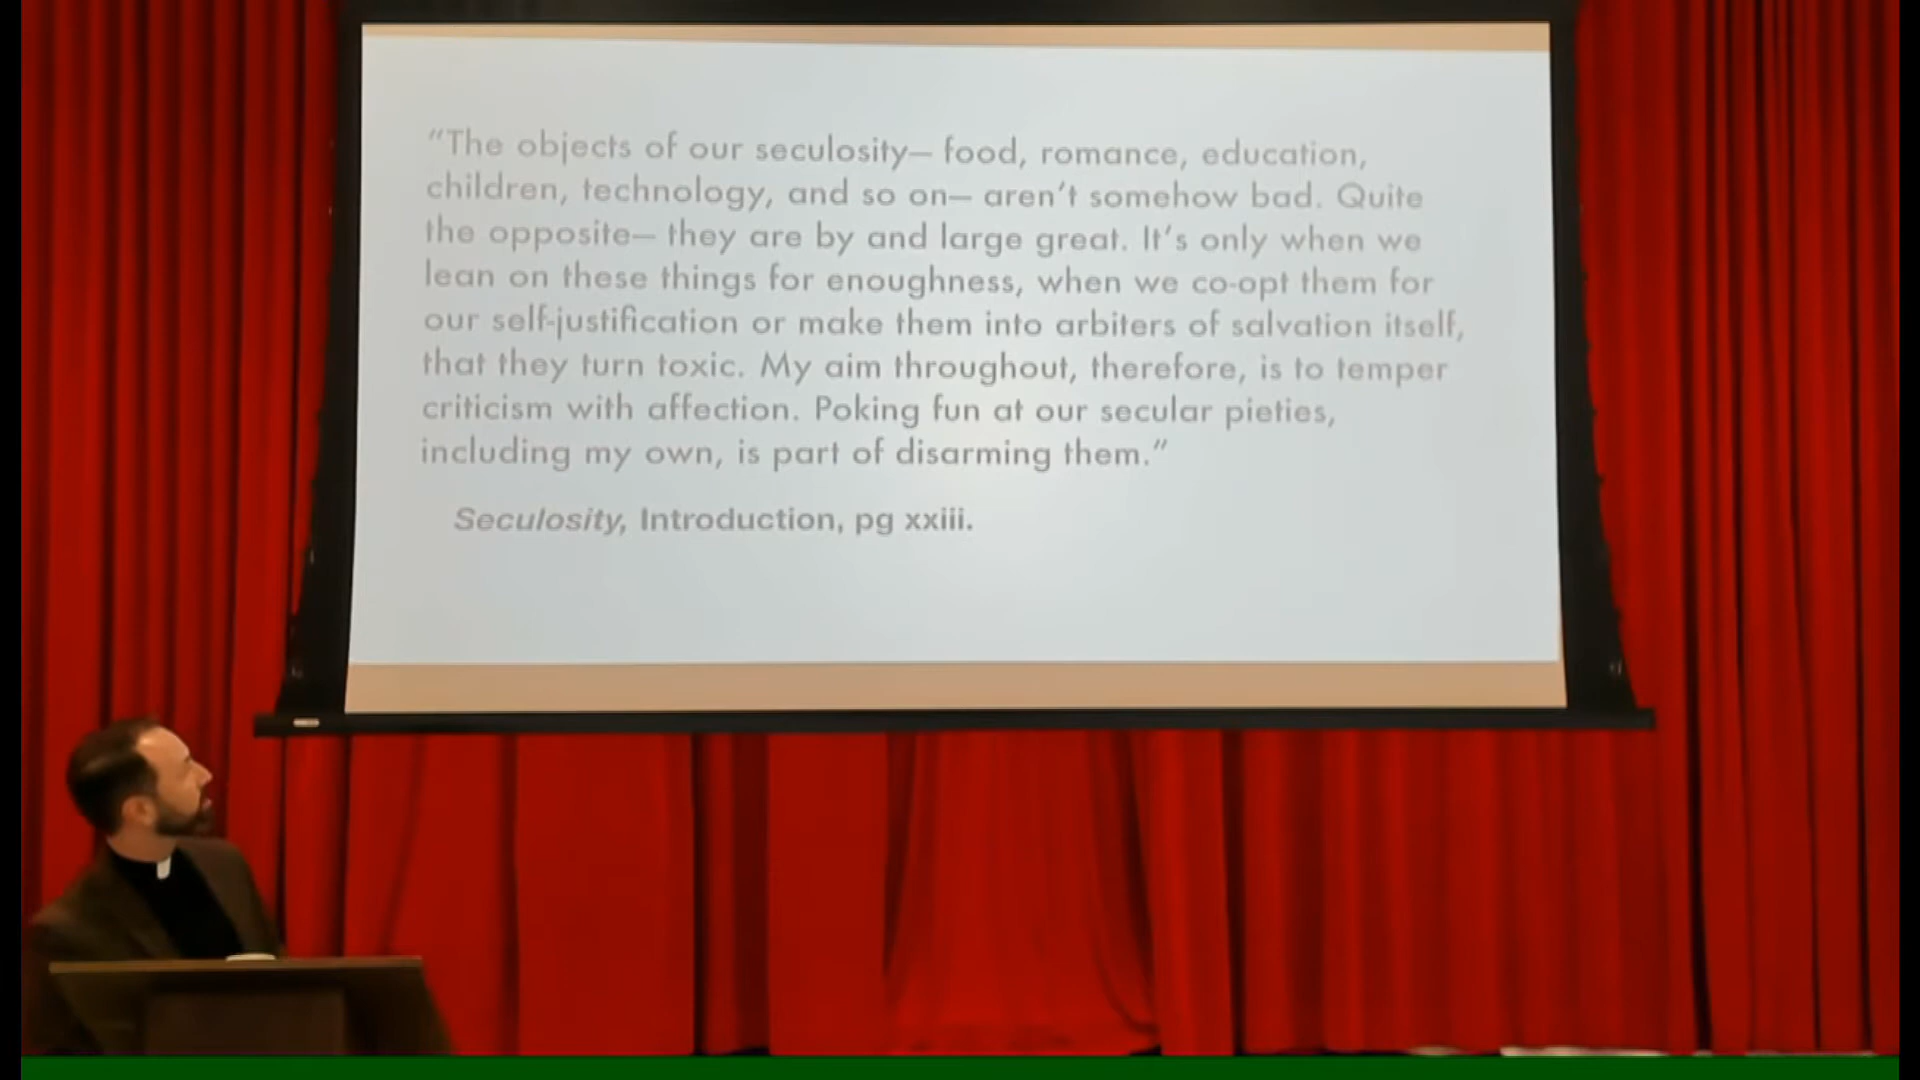 “The objects of our seculosity— food, romance, education,
children, technology, and so on— aren’t somehow bad. Quite
the opposite— they are by and large great. It’s only when we
lean on these things for enoughness, when we co-opt them for
our self-justification or make them into arbiters of salvation itself,
that they turn toxic. My aim throughout, therefore, is to temper
criticism with affection. Poking fun at our secular pieties,
including my own, is part of disarming them.”
Seculosity, Introduction, pg xxiii.